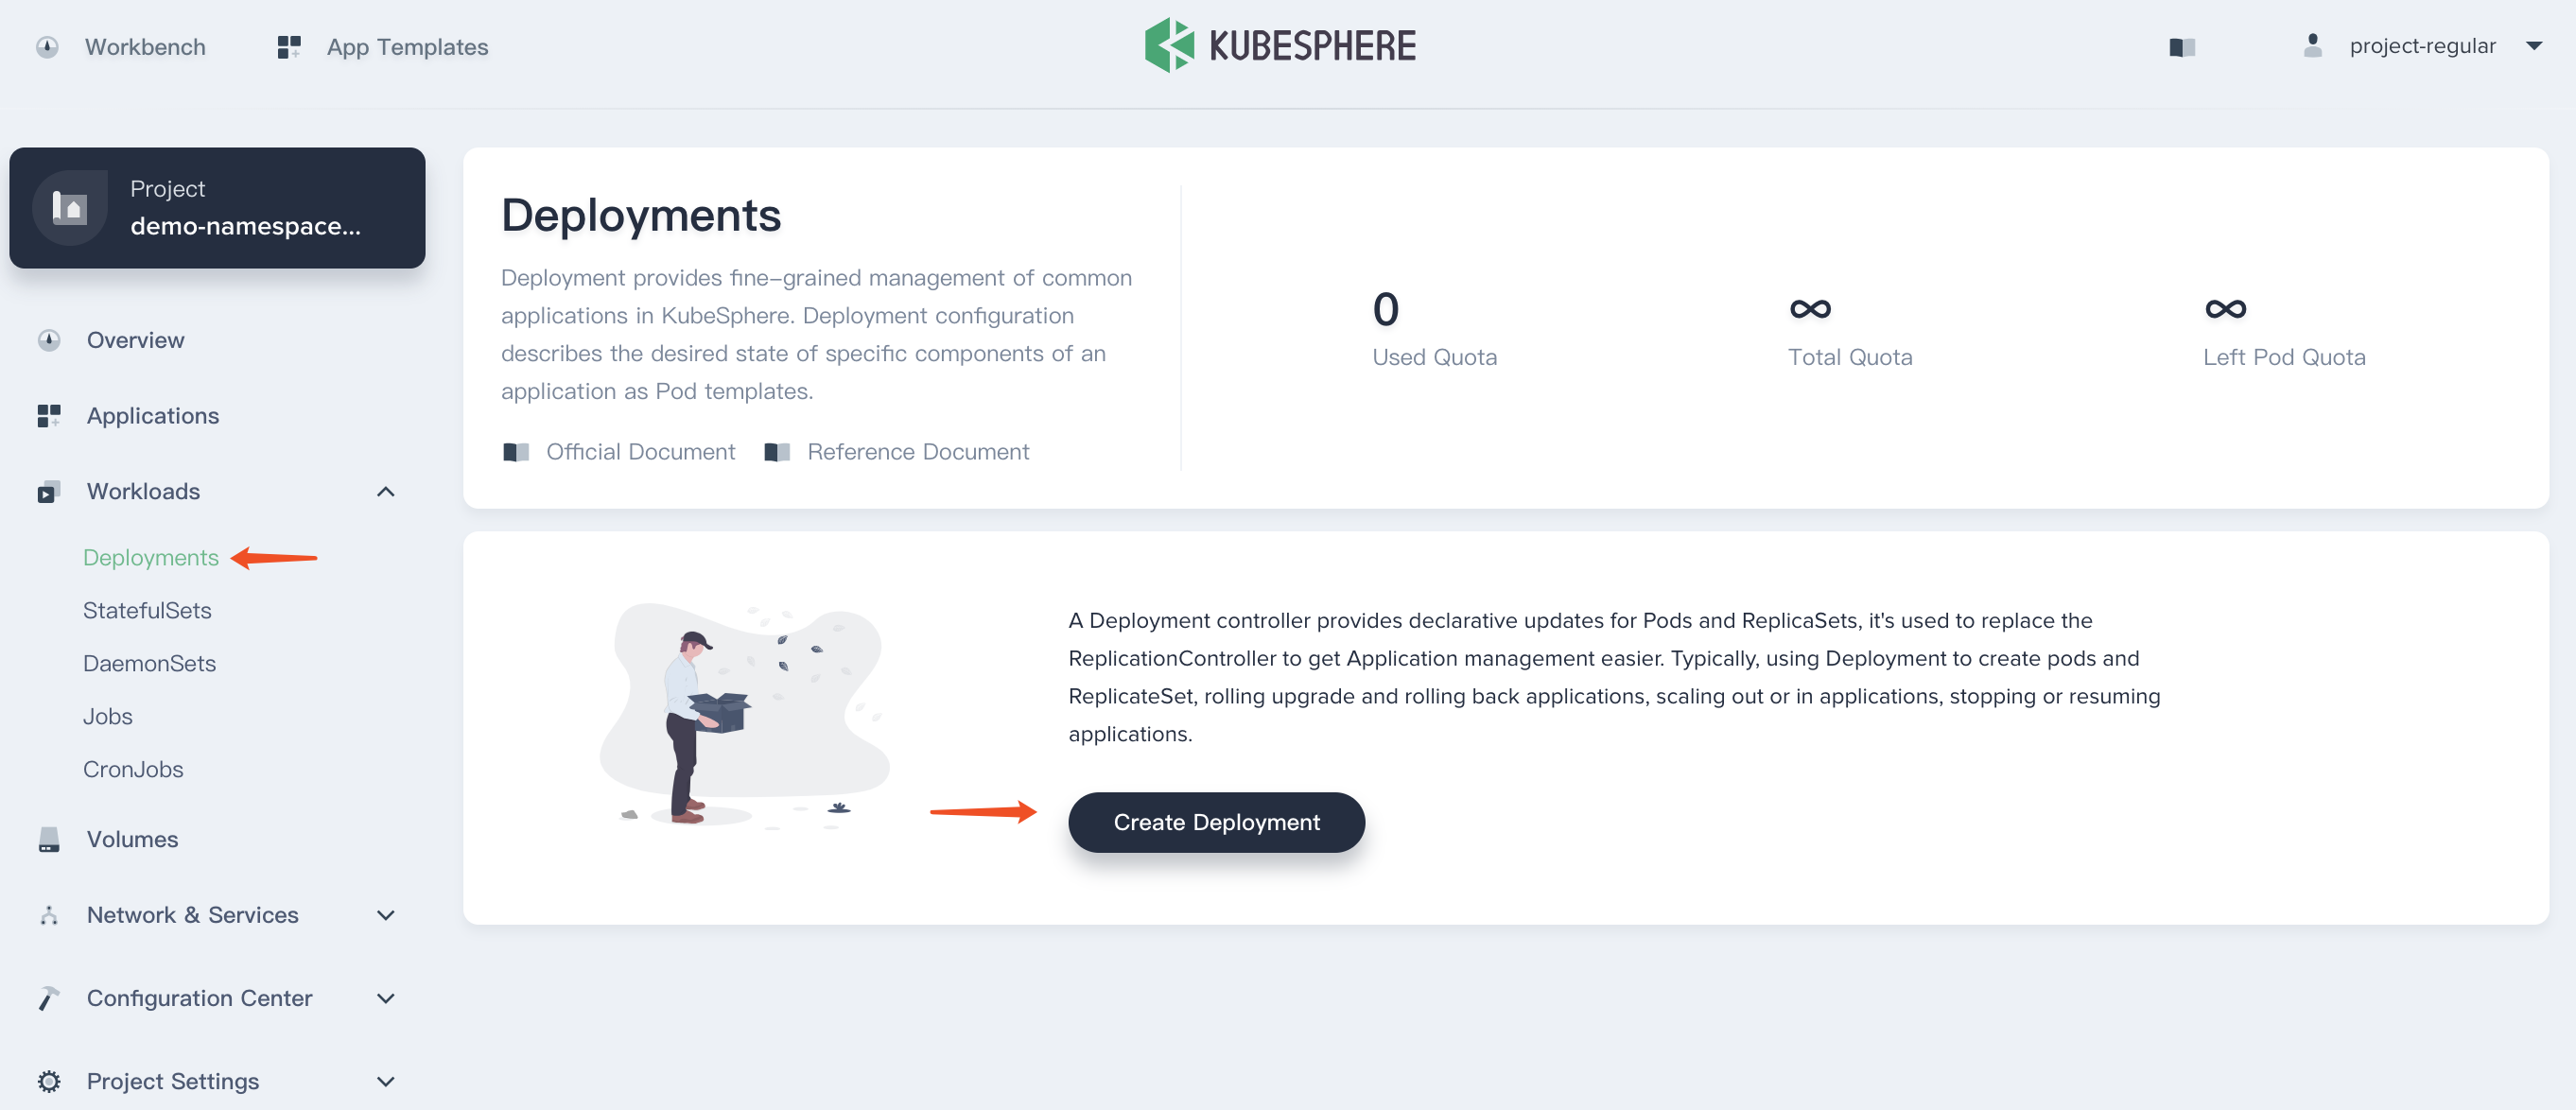 Workbench
App Templates
KUBESPHERE
project-regular
Project
demo-namespace...
Overview
Applications
Workloads
Deployments
StatefulSets
DaemonSets
Jobs
CronJobs
Volumes
Network & Services
Configuration Center
Project Settings
Deployments
Deployment provides fine-grained management of common
applications in KubeSphere. Deployment configuration
describes the desired state of specific components of an
application as Pod templates.
Official Document
Reference Document
0
Used Quota
∞
Total Quota
∞
Left Pod Quota
A Deployment controller provides declarative updates for Pods and ReplicaSets, it's used to replace the
ReplicationController to get Application management easier. Typically, using Deployment to create pods and
ReplicateSet, rolling upgrade and rolling back applications, scaling out or in applications, stopping or resuming
applications.
Create Deployment